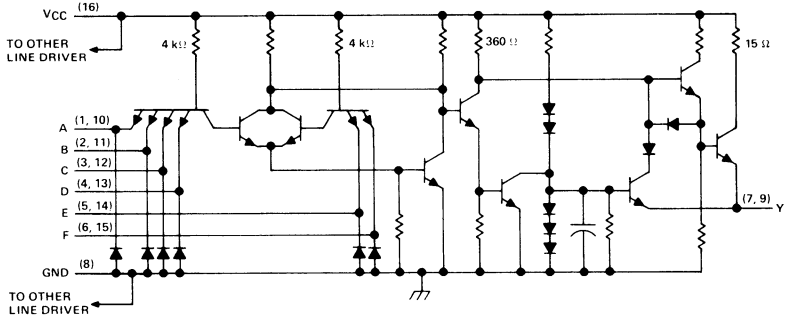 VCC (16)
TO OTHER
LINE DRIVER
4 kΩ
4 kΩ
360 Ω
15 Ω
A (1, 10)
B (2, 11)
C (3, 12)
D (4, 13)
E (5, 14)
F (6, 15)
(7, 9)
Y
GND (8)
TO OTHER
LINE DRIVER